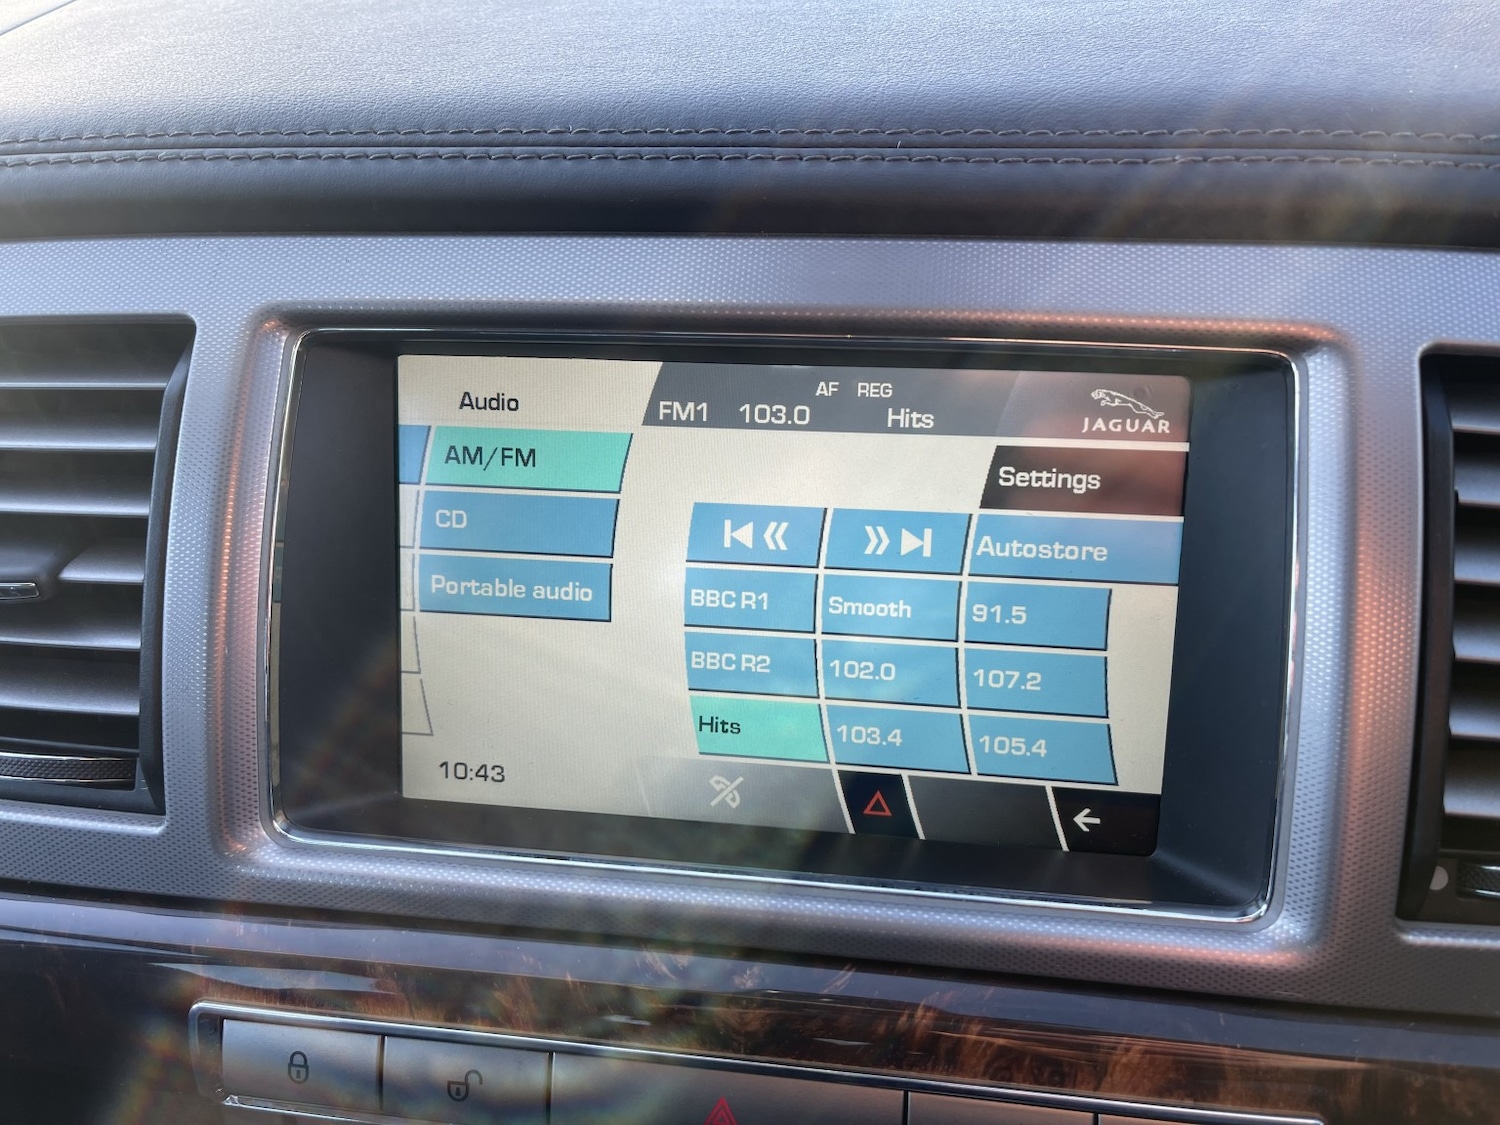 Audio
AF REG
FM1 103.0 Hits
JAGUAR
AM/FM
Settings
CD
Autostore
Portable audio
BBC R1 Smooth 91.5
BBC R2 102.0 107.2
Hits 103.4 105.4
10:43